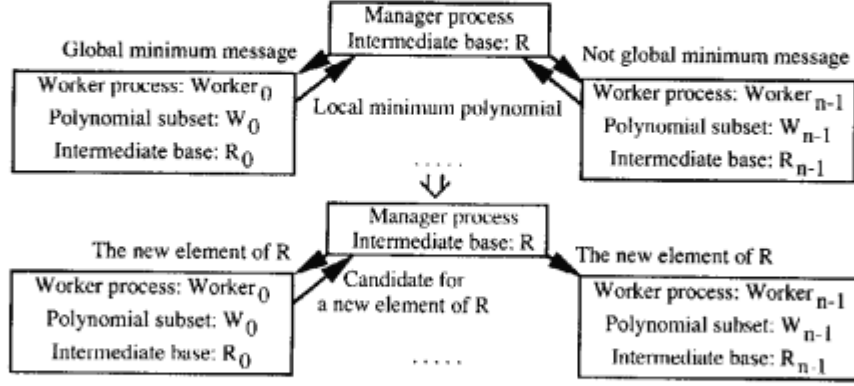 Manager process
Intermediate base: R
Global minimum message
Not global minimum message
Worker process: Worker0
Polynomial subset: W0
Intermediate base: R0
Local minimum polynomial
Worker process: Workern-1
Polynomial subset: Wn-1
Intermediate base: Rn-1
.....
Manager process
Intermediate base: R
The new element of R
The new element of R
Worker process: Worker0
Polynomial subset: W0
Intermediate base: R0
Candidate for
a new element of R
Worker process: Workern-1
Polynomial subset: Wn-1
Intermediate base: Rn-1
.....